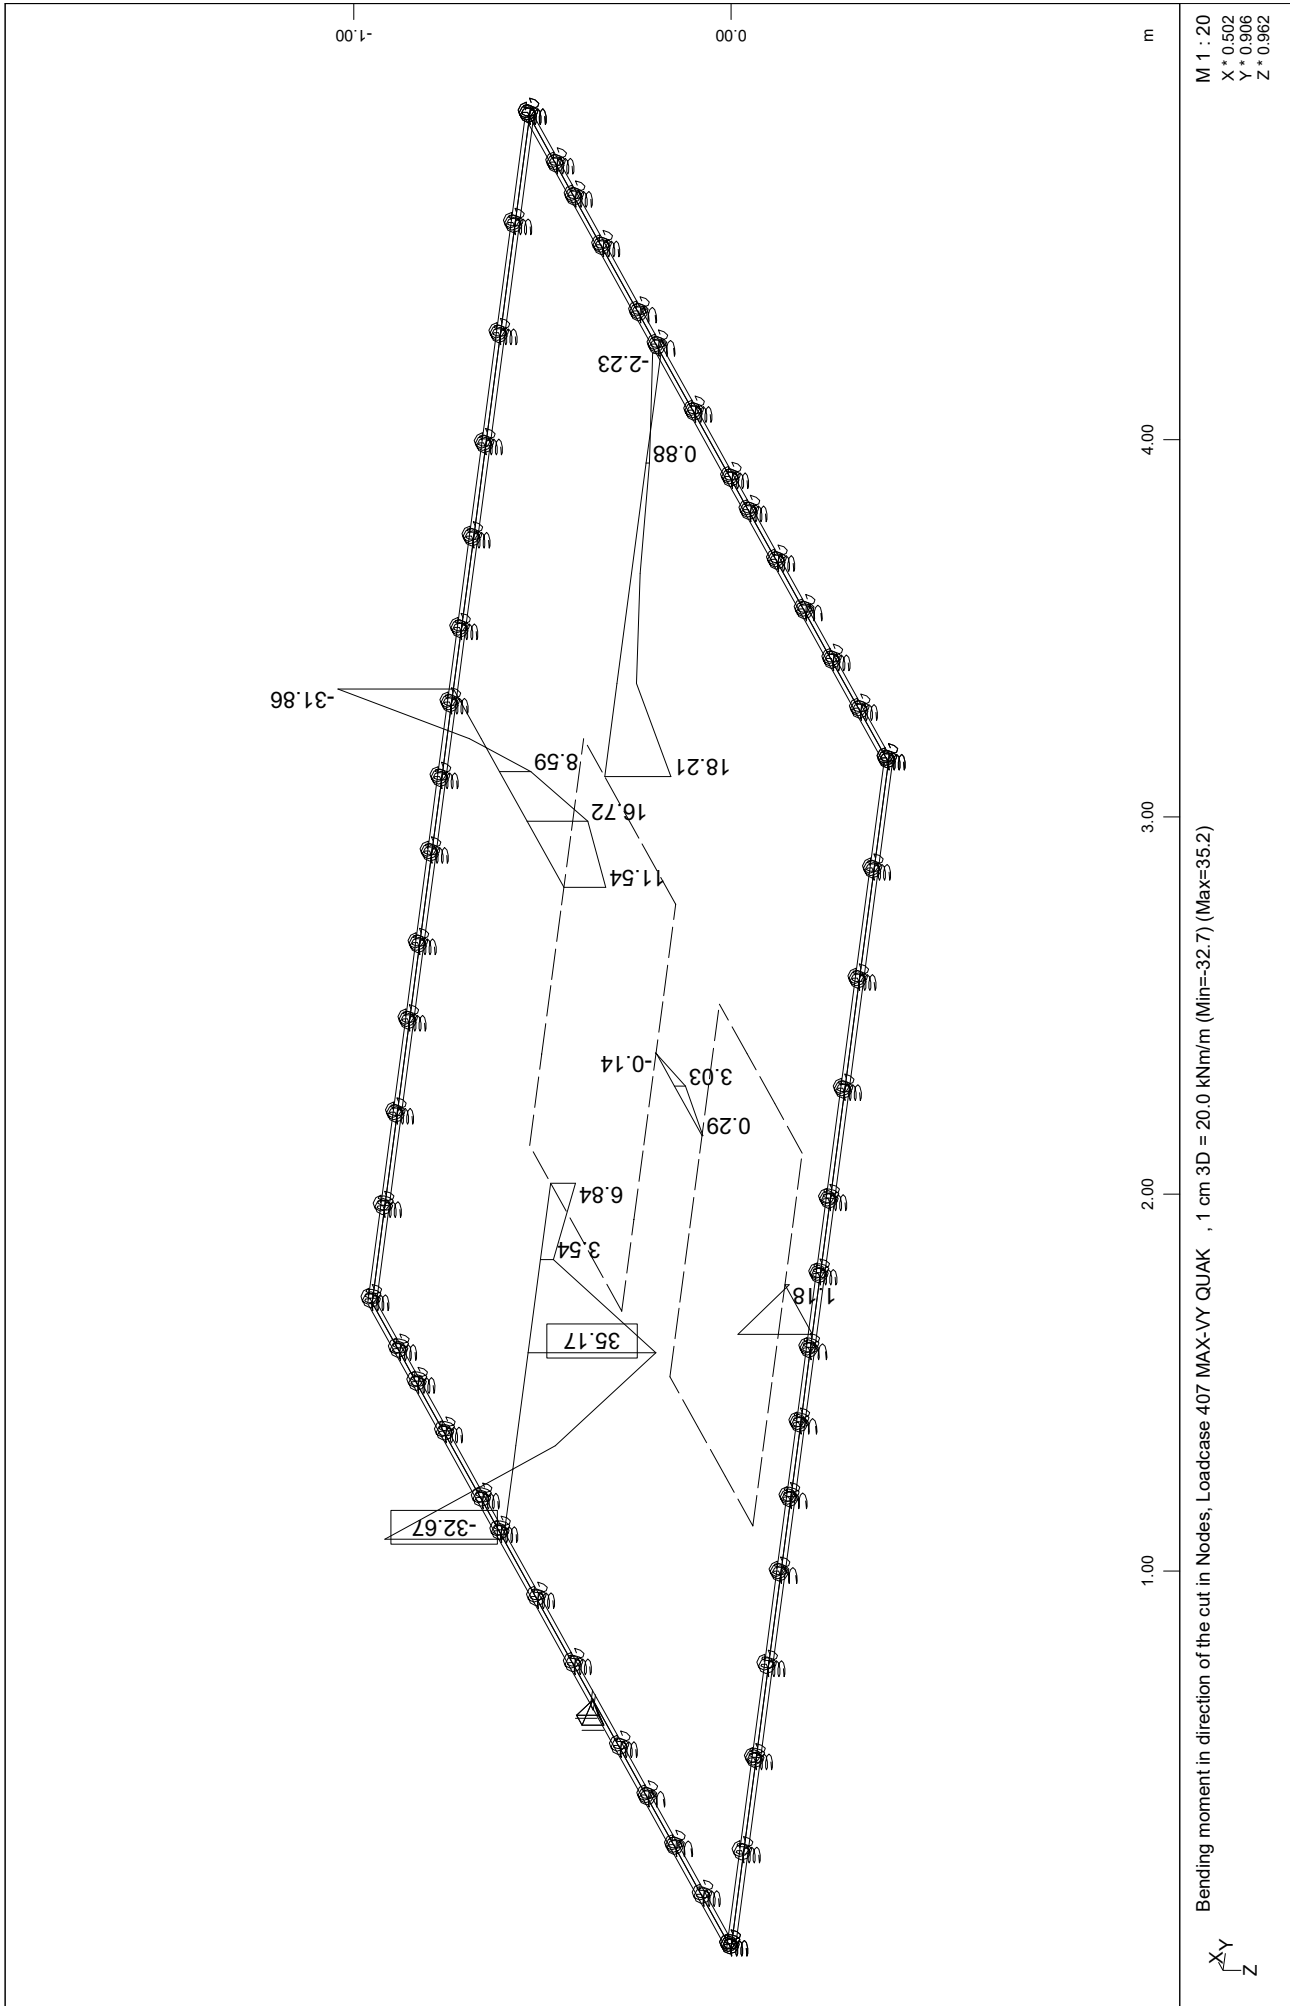 -1.00
0.00
m
M 1 : 20
X * 0.502
Y * 0.906
Z * 0.962
-2.23
4.00
0.88
-31.86
8.59
18.21
16.72
3.00
11.54
-0.14
3.03
0.29
6.84
2.00
3.54
1.18
35.17
-32.67
1.00
Bending moment in direction of the cut in Nodes, Loadcase 407 MAX-VY QUAK , 1 cm 3D = 20.0 kNm/m (Min=-32.7) (Max=35.2)
X
Y
Z